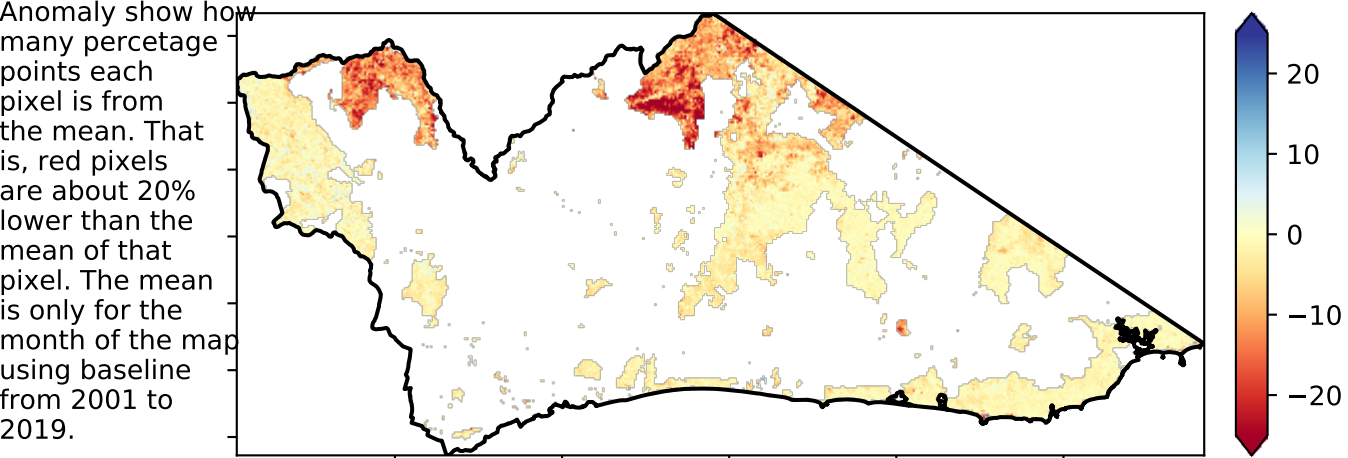 Anomaly show how
many percetage
points each
pixel is from
the mean. That
is, red pixels
are about 20%
lower than the
mean of that
pixel. The mean
is only for the
month of the map
using baseline
from 2001 to
2019.
20
10
0
−10
−20